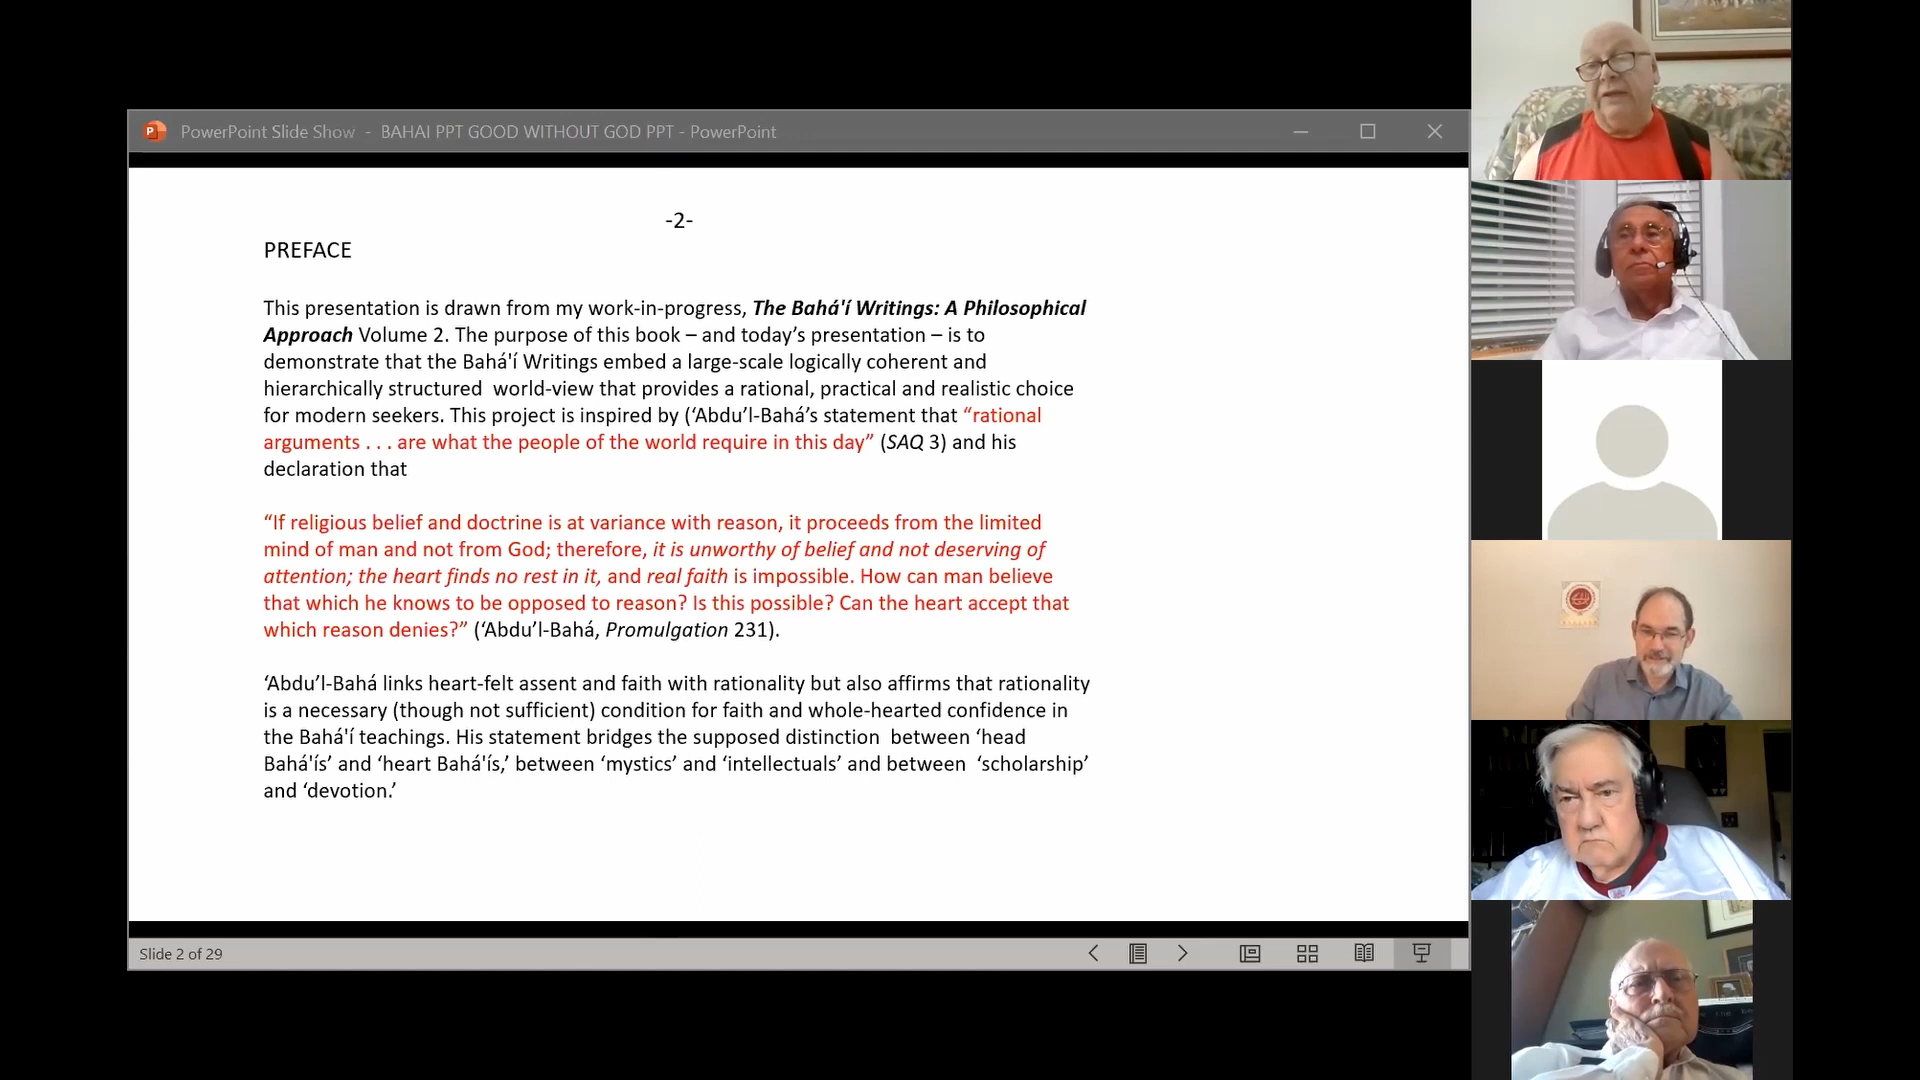 PowerPoint Slide Show - BAHAI PPT GOOD WITHOUT GOD PPT - PowerPoint
-2-
PREFACE
This presentation is drawn from my work-in-progress, The Bahá'í Writings: A Philosophical
Approach Volume 2. The purpose of this book – and today’s presentation – is to
demonstrate that the Bahá'í Writings embed a large-scale logically coherent and
hierarchically structured  world-view that provides a rational, practical and realistic choice
for modern seekers. This project is inspired by (‘Abdu’l-Bahá’s statement that “rational
arguments . . . are what the people of the world require in this day” (SAQ 3) and his
declaration that
“If religious belief and doctrine is at variance with reason, it proceeds from the limited
mind of man and not from God; therefore, it is unworthy of belief and not deserving of
attention; the heart finds no rest in it, and real faith is impossible. How can man believe
that which he knows to be opposed to reason? Is this possible? Can the heart accept that
which reason denies?” (‘Abdu’l-Bahá, Promulgation 231).
‘Abdu’l-Bahá links heart-felt assent and faith with rationality but also affirms that rationality
is a necessary (though not sufficient) condition for faith and whole-hearted confidence in
the Bahá'í teachings. His statement bridges the supposed distinction  between ‘head
Bahá'ís’ and ‘heart Bahá'ís,’ between ‘mystics’ and ‘intellectuals’ and between  ‘scholarship’
and ‘devotion.’
Slide 2 of 29